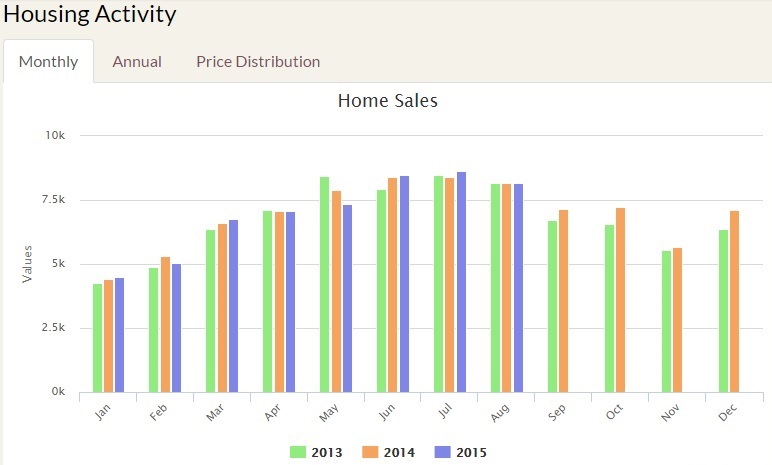 Housing Activity
Monthly Annual Price Distribution
Home Sales
10k
7.5k
5k
2.5k
0k
Values
Jan Feb Mar Apr May Jun Jul Aug Sep Oct Nov Dec
2013 2014 2015